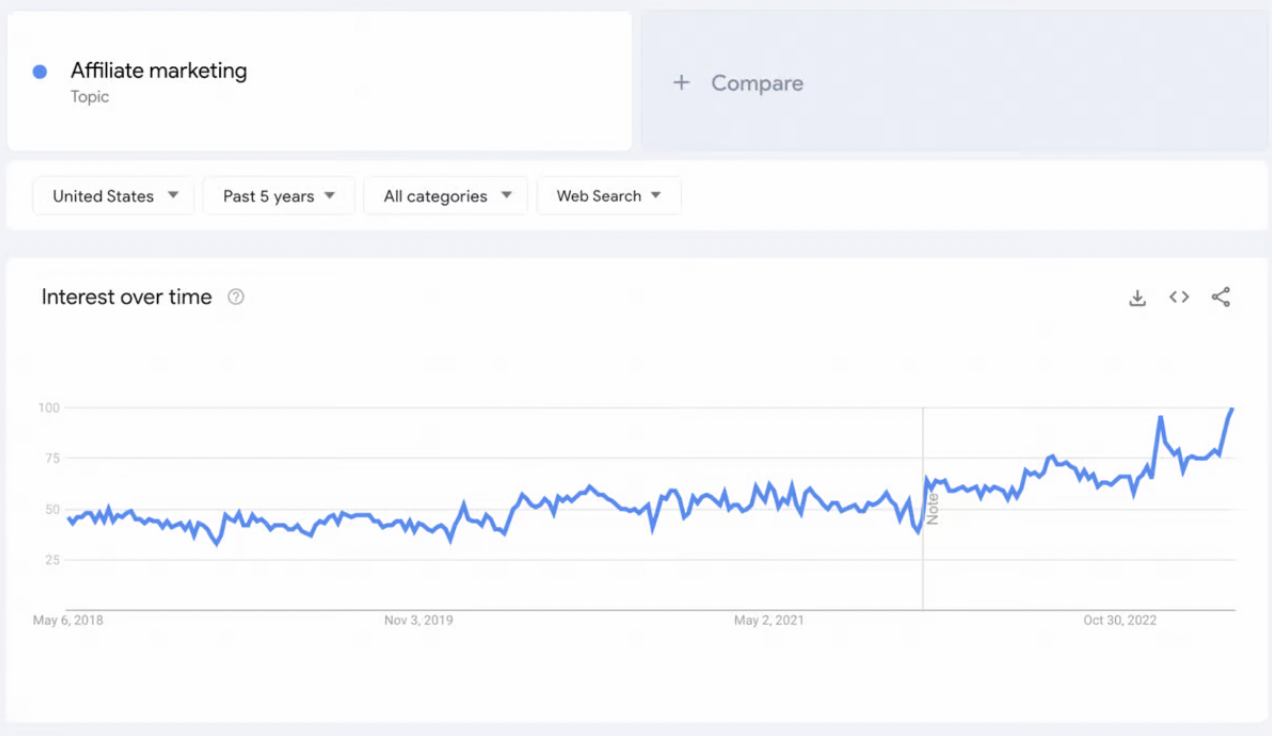 Affiliate marketing
Topic
+ Compare
United States Past 5 years All categories Web Search
Interest over time
100
75
50
25
Note
May 6, 2018 Nov 3, 2019 May 2, 2021 Oct 30, 2022